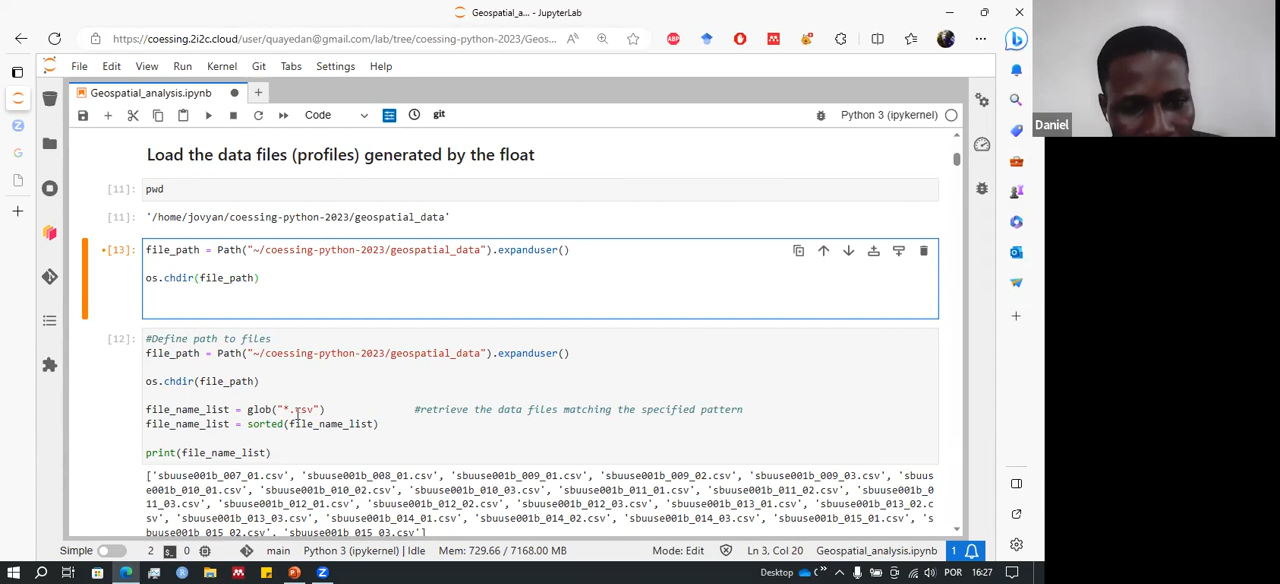 Geospatial_a... - JupyterLab
https://coessing.2i2c.cloud/user/quayedan@gmail.com/lab/tree/coessing-python-2023/Geos...
File Edit View Run Kernel Git Tabs Settings Help
Geospatial_analysis.ipynb
Code git Python 3 (ipykernel)
Daniel
Load the data files (profiles) generated by the float
[11]: pwd
[11]: '/home/jovyan/coessing-python-2023/geospatial_data'
[13]: file_path = Path("~/coessing-python-2023/geospatial_data").expanduser()
os.chdir(file_path)
[12]: #Define path to files
file_path = Path("~/coessing-python-2023/geospatial_data").expanduser()
os.chdir(file_path)
file_name_list = glob("*.csv") #retrieve the data files matching the specified pattern
file_name_list = sorted(file_name_list)
print(file_name_list)
['sbuuse001b_007_01.csv', 'sbuuse001b_008_01.csv', 'sbuuse001b_009_01.csv', 'sbuuse001b_009_02.csv', 'sbuuse001b_009_03.csv', 'sbuus
e001b_010_01.csv', 'sbuuse001b_010_02.csv', 'sbuuse001b_010_03.csv', 'sbuuse001b_011_01.csv', 'sbuuse001b_011_02.csv', 'sbuuse001b_0
11_03.csv', 'sbuuse001b_012_01.csv', 'sbuuse001b_012_02.csv', 'sbuuse001b_012_03.csv', 'sbuuse001b_013_01.csv', 'sbuuse001b_013_02.c
sv', 'sbuuse001b_013_03.csv', 'sbuuse001b_014_01.csv', 'sbuuse001b_014_02.csv', 'sbuuse001b_014_03.csv', 'sbuuse001b_015_01.csv', 's
buuse001b_015_02.csv', 'sbuuse001b_015_03.csv']
Simple 2 0 main Python 3 (ipykernel) | Idle Mem: 729.66 / 7168.00 MB Mode: Edit Ln 3, Col 20 Geospatial_analysis.ipynb 1
Desktop POR 16:27